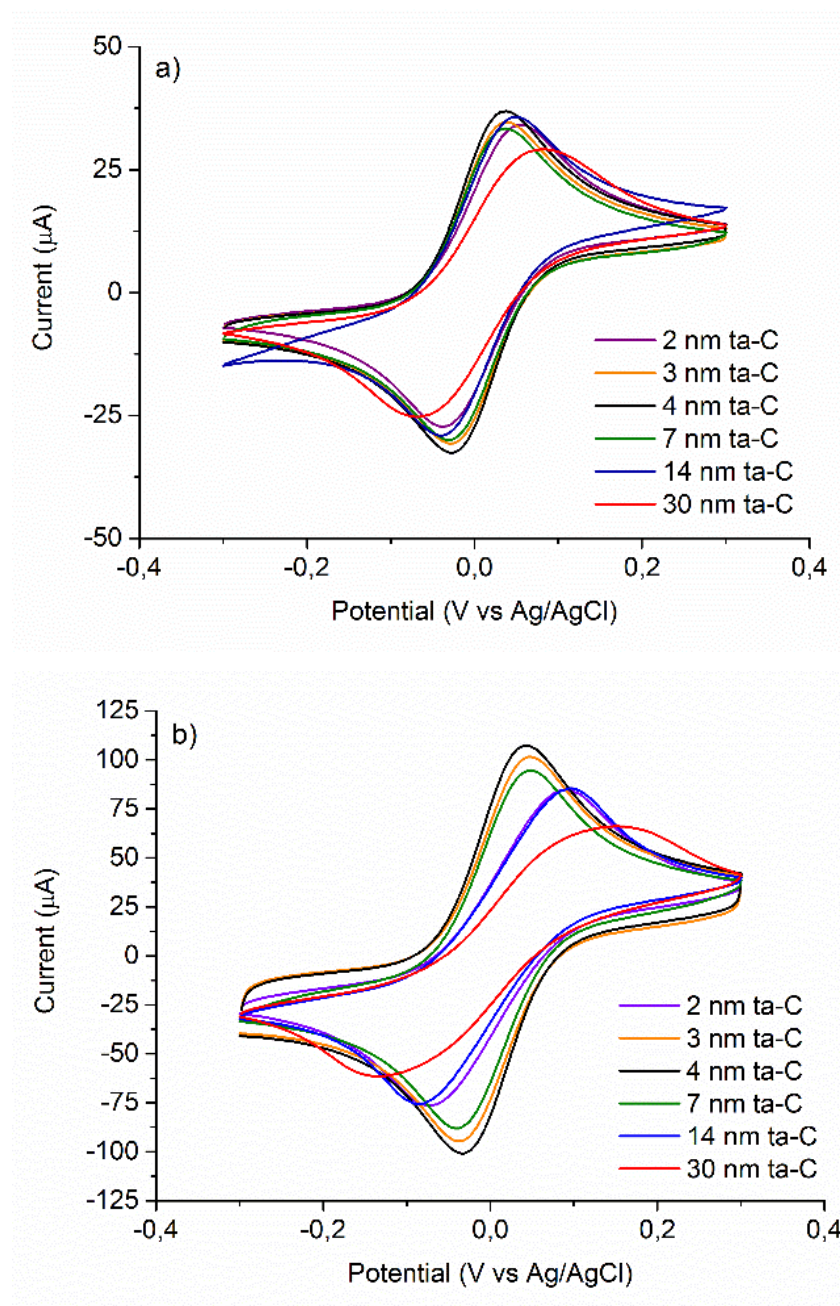 a)
50
25
0
-25
-50
Current (μA)
2 nm ta-C
3 nm ta-C
4 nm ta-C
7 nm ta-C
14 nm ta-C
30 nm ta-C
-0,4
-0,2
0,0
0,2
0,4
Potential (V vs Ag/AgCl)
b)
125
100
75
50
25
0
-25
-50
-75
-100
-125
Current (μA)
2 nm ta-C
3 nm ta-C
4 nm ta-C
7 nm ta-C
14 nm ta-C
30 nm ta-C
-0,4
-0,2
0,0
0,2
0,4
Potential (V vs Ag/AgCl)